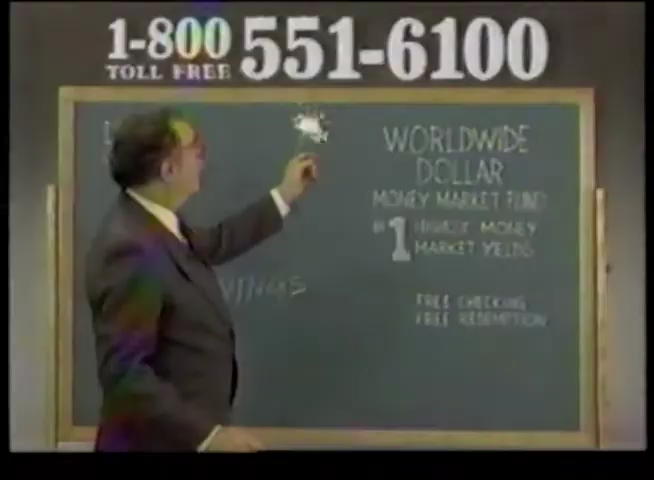 1-800 551-6100
TOLL FREE
WORLDWIDE
DOLLAR
MONEY MARKET FUND
#1 HIGHEST MONEY
MARKET YIELDS
FREE CHECKING
FREE REDEMPTION